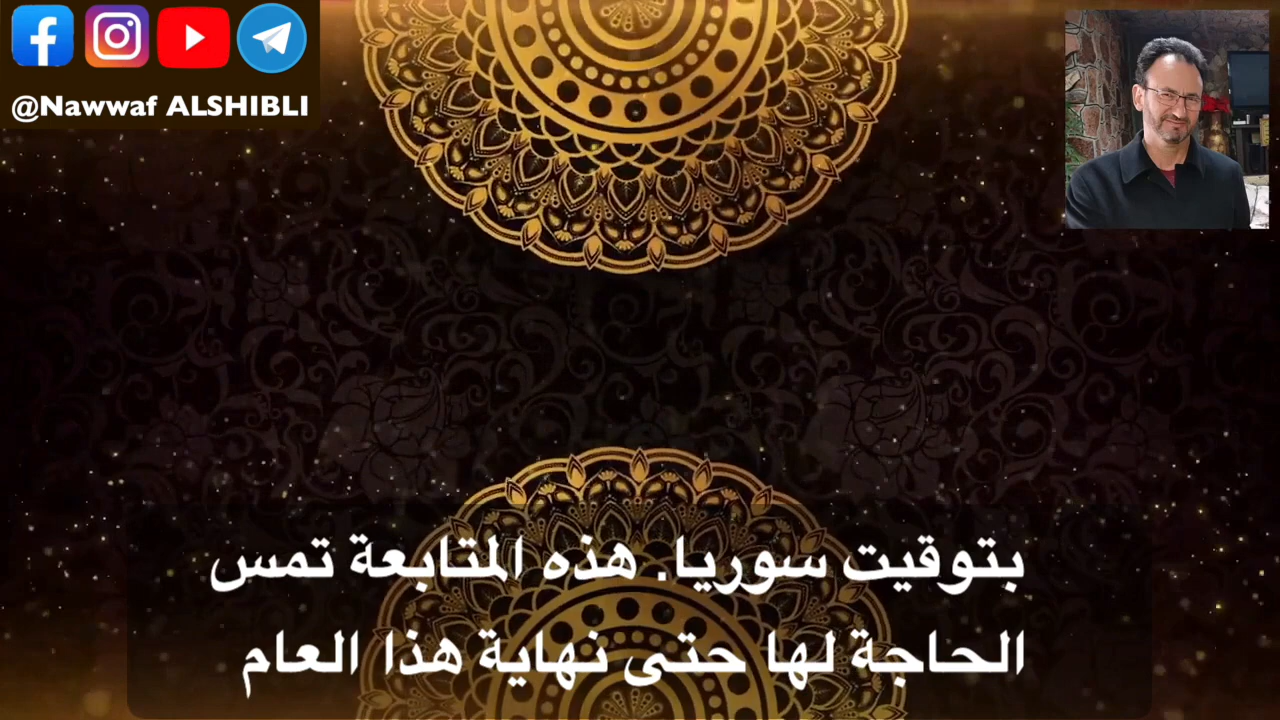 @Nawwaf ALSHIBLI
بتوقيت سوريا. هذه المتابعة تمس
الحاجة لها حتى نهاية هذا العام